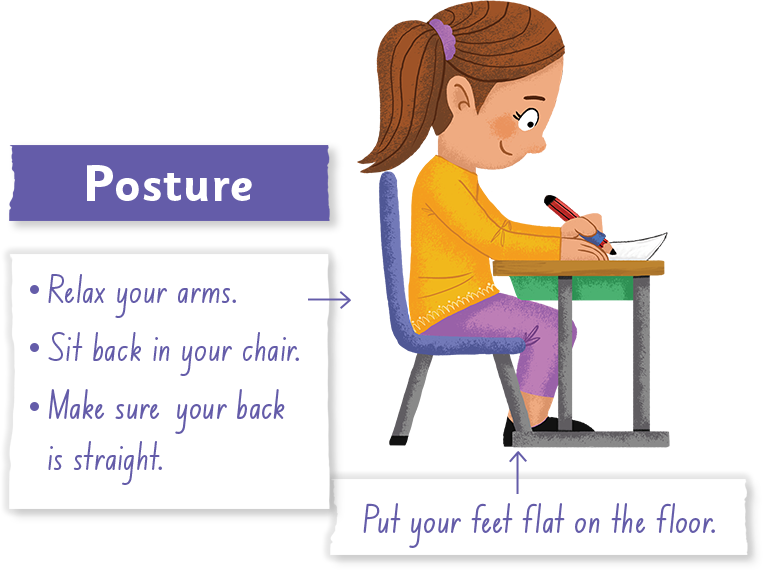 Posture
• Relax your arms.
• Sit back in your chair.
• Make sure your back
is straight.
Put your feet flat on the floor.